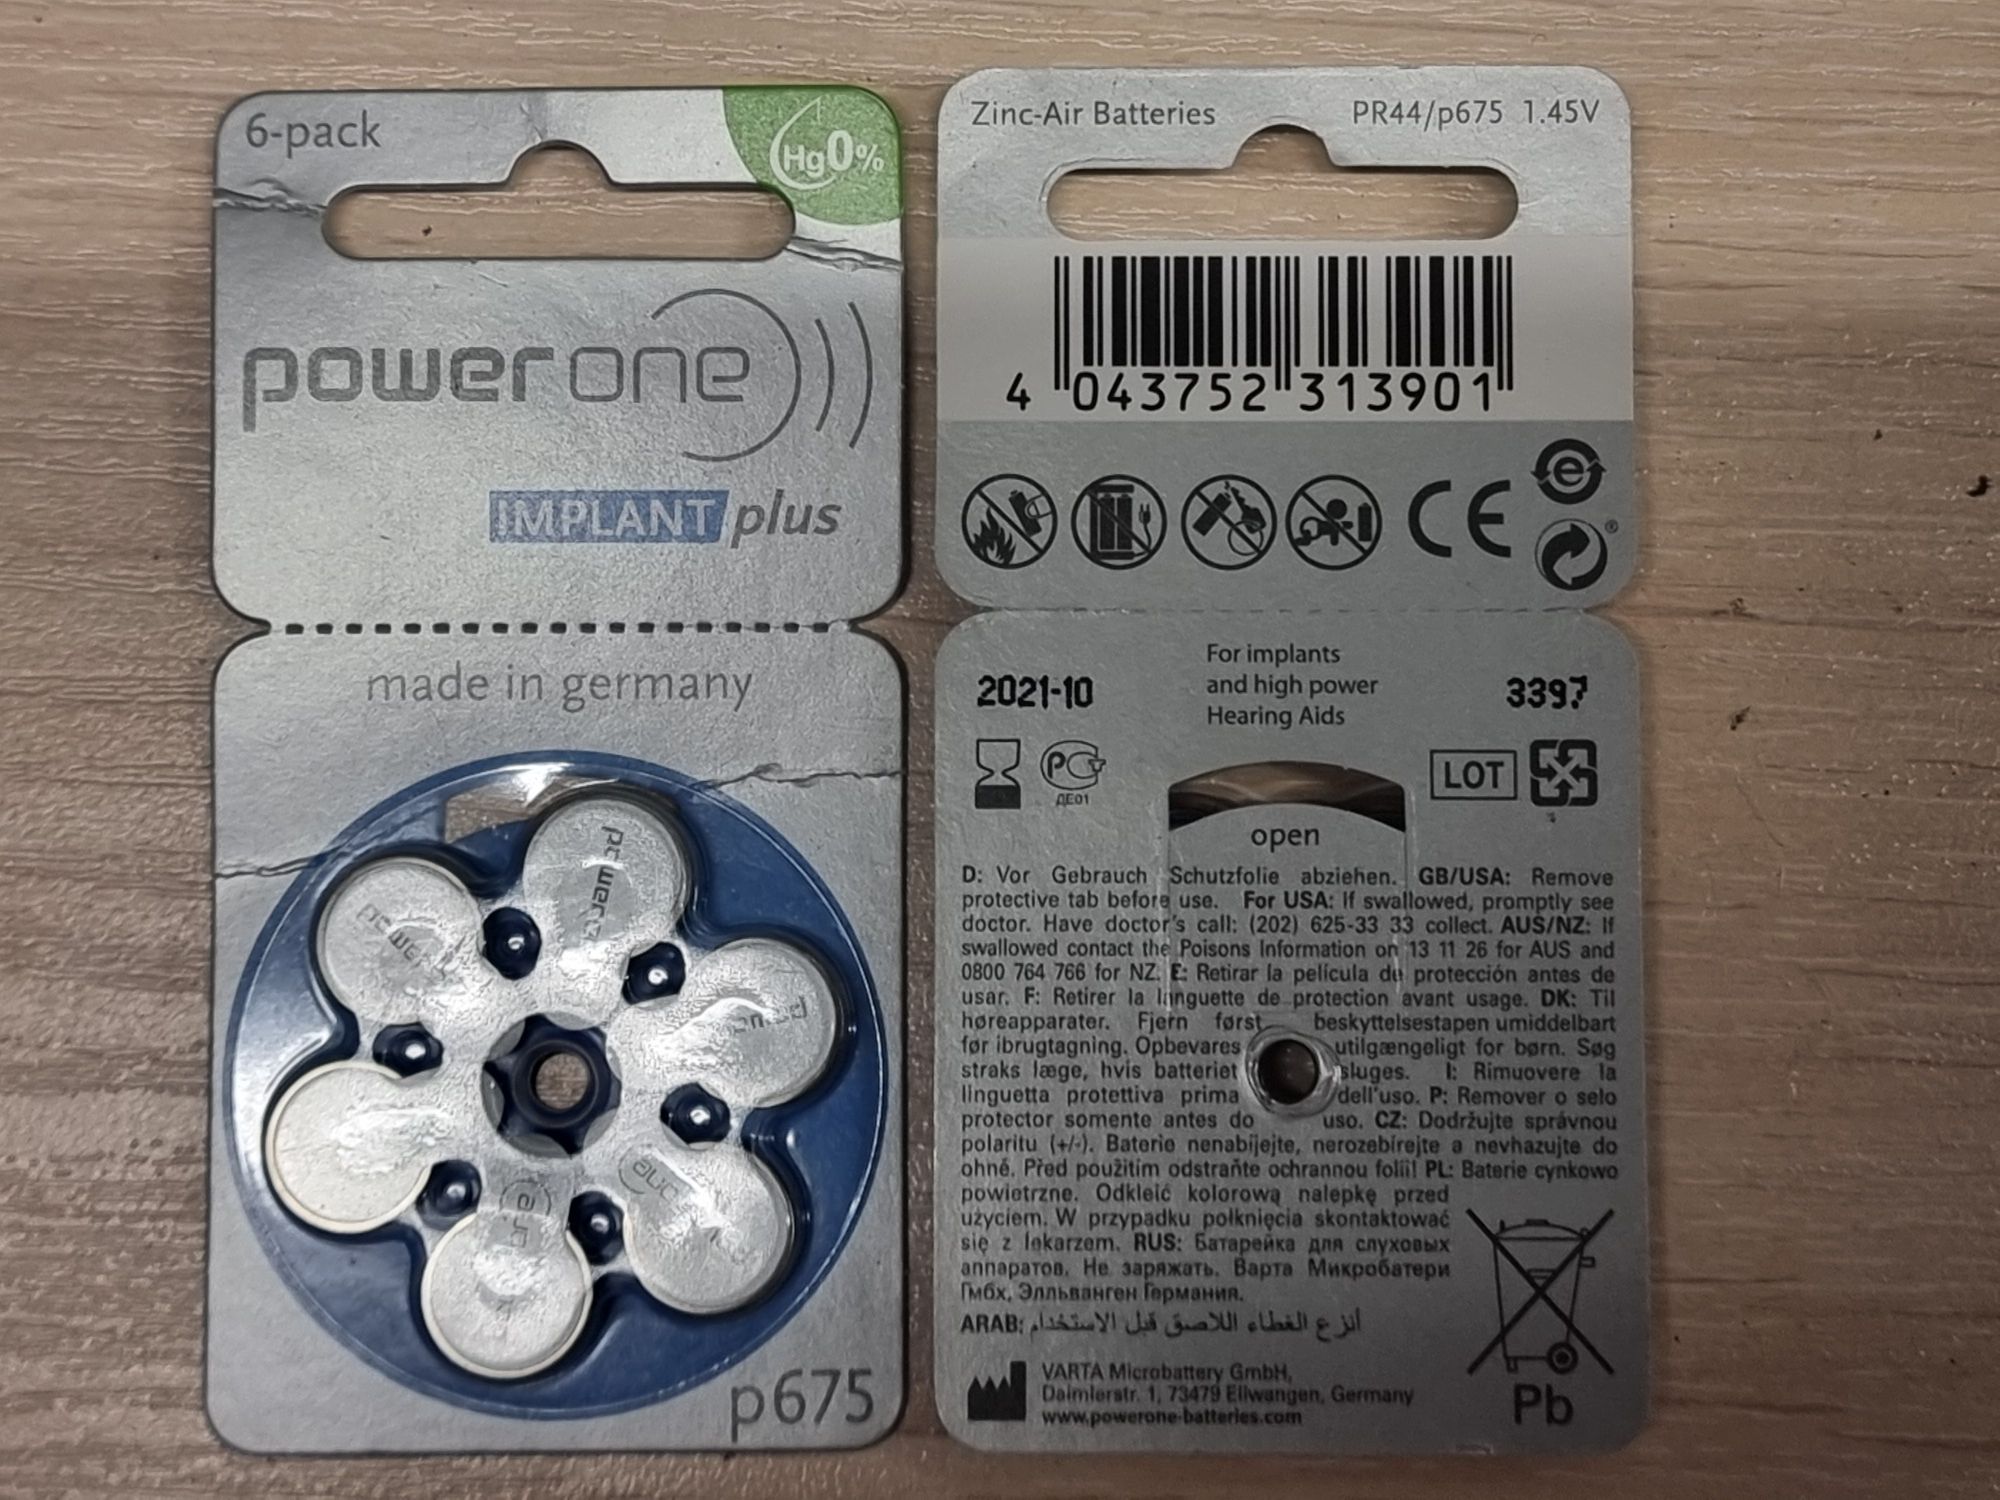 6-pack
Hg0%
powerone
IMPLANT plus
made in germany
power
power
power
one
p675
Zinc-Air Batteries PR44/p675 1.45V
4 043752 313901
CE
e
For implants
and high power
Hearing Aids
2021-10
3397
LOT
ДЕ01
open
D: Vor Gebrauch Schutzfolie abziehen. GB/USA: Remove
protective tab before use. For USA: If swallowed, promptly see
doctor. Have doctor's call: (202) 625-33 33 collect. AUS/NZ: If
swallowed contact the Poisons Information on 13 11 26 for AUS and
0800 764 766 for NZ. E: Retirar la película de protección antes de
usar. F: Retirer la languette de protection avant usage. DK: Til
høreapparater. Fjern først beskyttelsestapen umiddelbart
før ibrugtagning. Opbevares utilgængeligt for børn. Søg
straks læge, hvis batteriet sluges. I: Rimuovere la
linguetta protettiva prima dell'uso. P: Remover o selo
protector somente antes do uso. CZ: Dodržujte správnou
polaritu (+/-). Baterie nenabíjejte, nerozebírejte a nevhazujte do
ohně. Před použitím odstraňte ochrannou folii! PL: Baterie cynkowo
powietrzne. Odkleić kolorową nalepkę przed
użyciem. W przypadku połknięcia skontaktować
się z lekarzem. RUS: Батарейка для слуховых
аппаратов. Не заряжать. Варта Микробатери
Гмбх, Элльванген Германия.
ARAB: أنزع الغطاء اللاصق قبل الاستخدام
VARTA Microbattery GmbH,
Daimlerstr. 1, 73479 Ellwangen, Germany
www.powerone-batteries.com
Pb